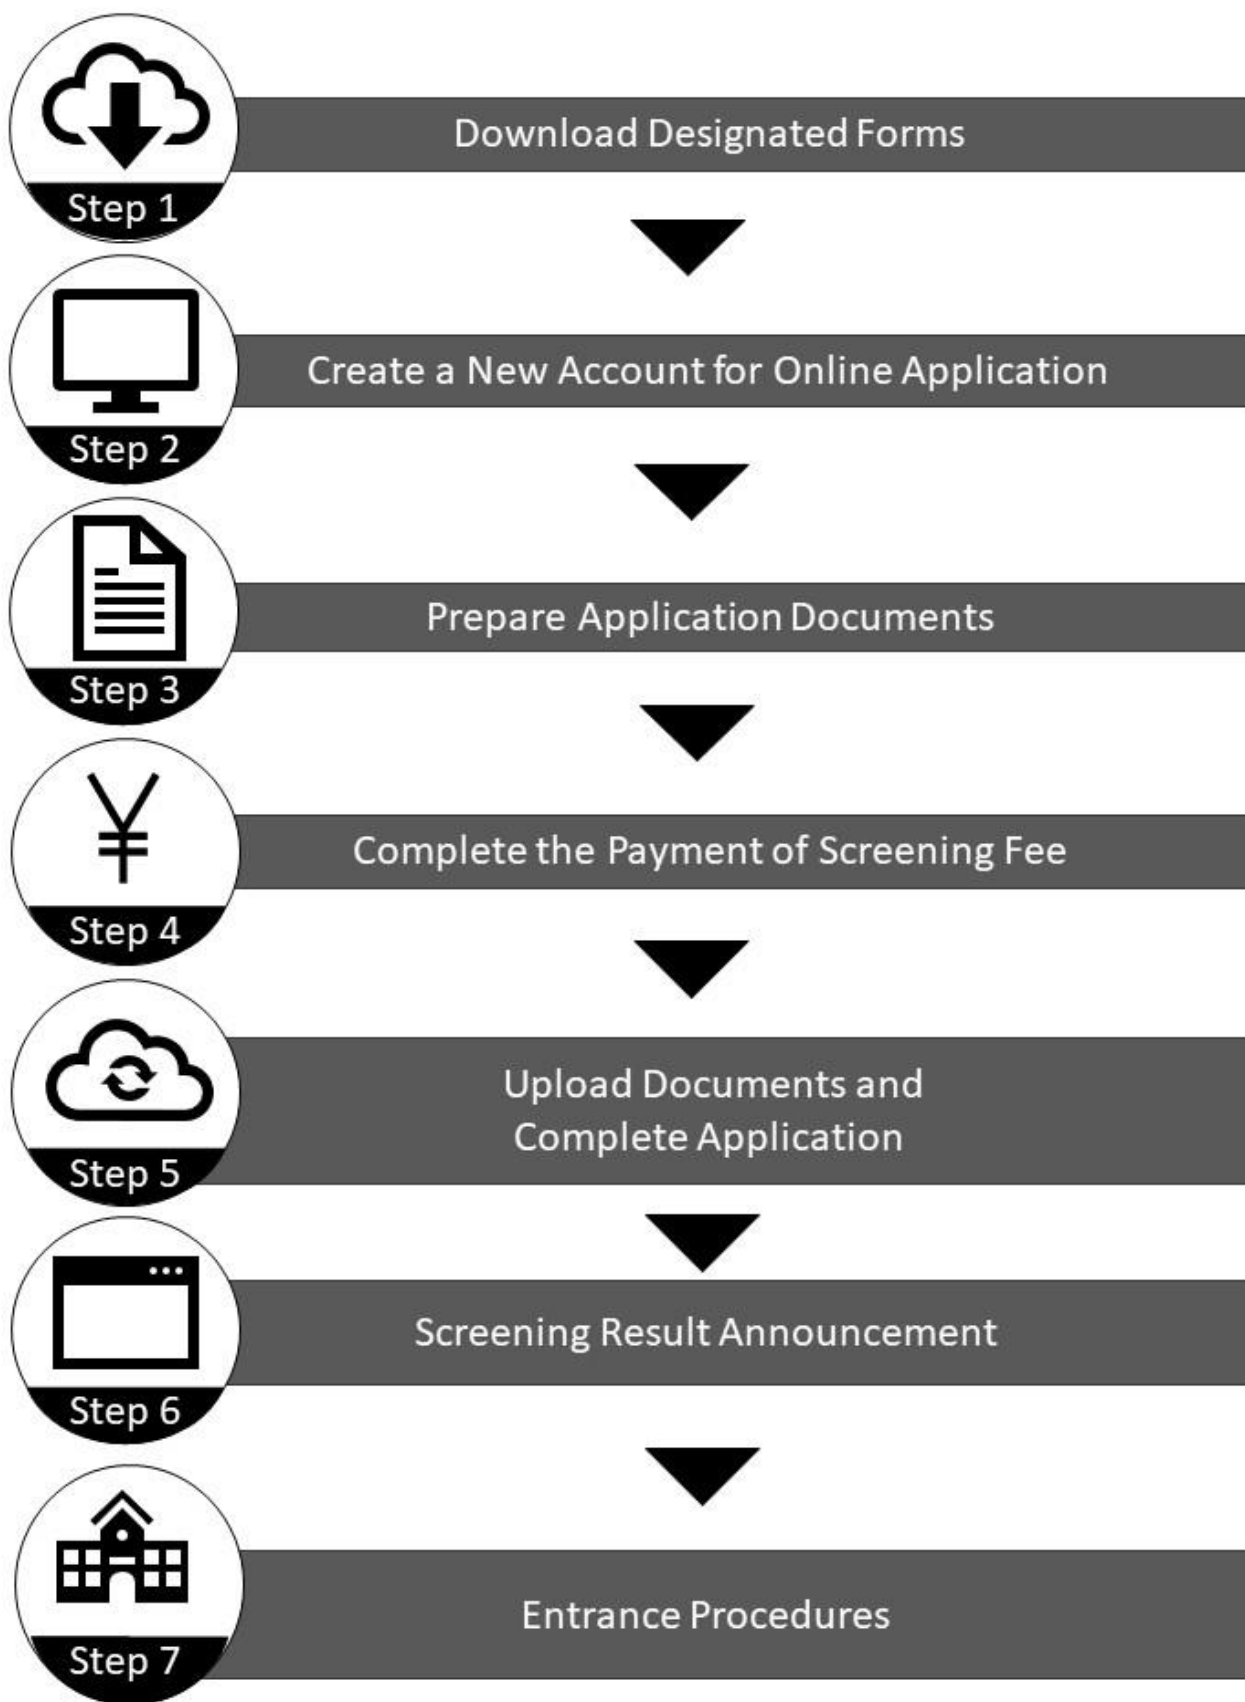 Download Designated Forms
Step 1
Create a New Account for Online Application
Step 2
Prepare Application Documents
Step 3
¥
Complete the Payment of Screening Fee
Step 4
Upload Documents and
Complete Application
Step 5
Screening Result Announcement
Step 6
Entrance Procedures
Step 7